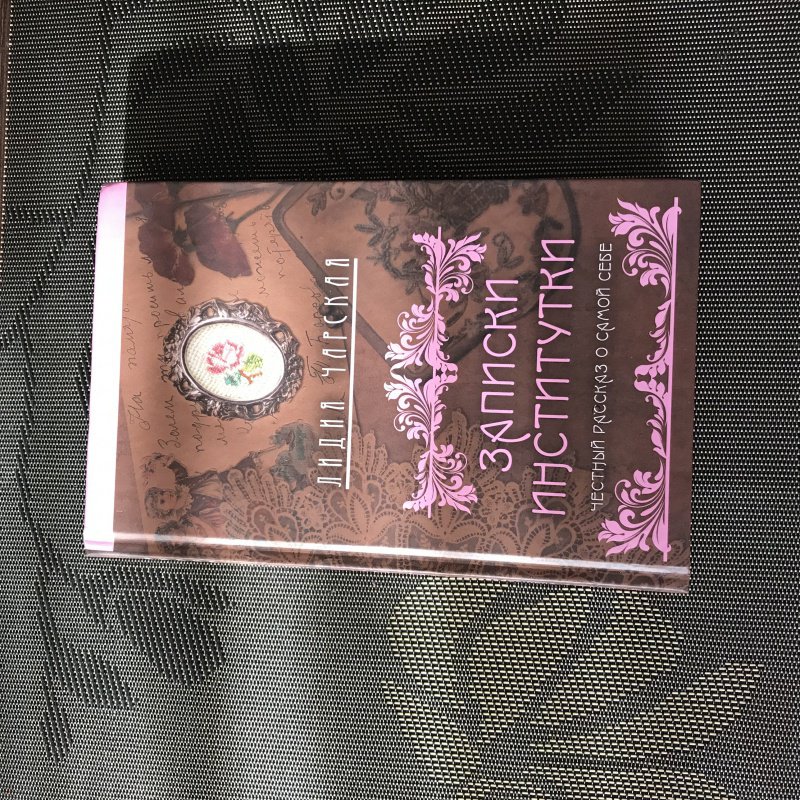 ЛИДИЯ ЧАРСКАЯ
ЗАПИСКИ
ИНСТИТУТКИ
ЧЕСТНЫЙ РАССКАЗ О САМОЙ СЕБЕ